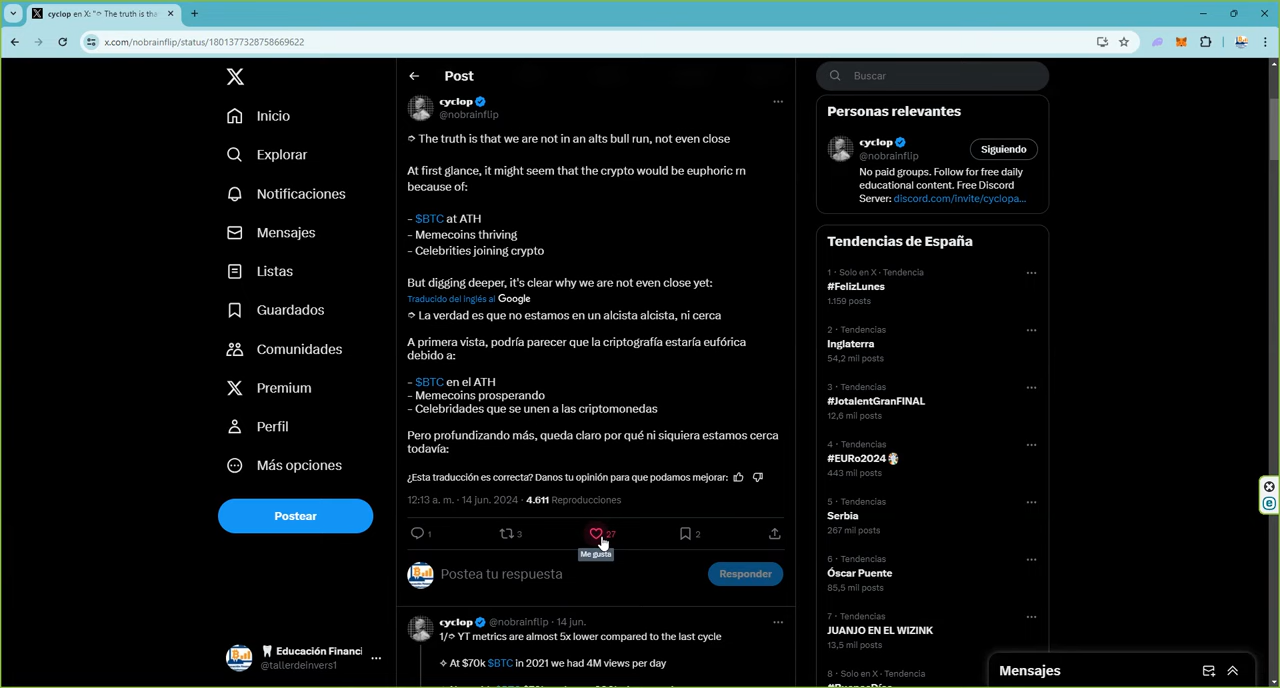 cyclop en X: "
The truth is tha
x.com/nobrainflip/status/1801377328758669622
Inicio
Explorar
Notificaciones
Mensajes
Listas
Guardados
Comunidades
Premium
Perfil
Más opciones
Postear
Educación Financi
@tallerdeinvers1
Post
cyclop
@nobrainflip
The truth is that we are not in an alts bull run, not even close
At first glance, it might seem that the crypto would be euphoric rn
because of:
- $BTC at ATH
- Memecoins thriving
- Celebrities joining crypto
But digging deeper, it's clear why we are not even close yet:
Traducido del inglés al Google
La verdad es que no estamos en un alcista alcista, ni cerca
A primera vista, podría parecer que la criptografía estaría eufórica
debido a:
- $BTC en el ATH
- Memecoins prosperando
- Celebridades que se unen a las criptomonedas
Pero profundizando más, queda claro por qué ni siquiera estamos cerca
todavía:
¿Esta traducción es correcta? Danos tu opinión para que podamos mejorar:
12:13 a. m. · 14 jun. 2024 · 4.611 Reproducciones
1
3
27
2
Me gusta
Postea tu respuesta
Responder
cyclop @nobrainflip · 14 jun.
1/ YT metrics are almost 5x lower compared to the last cycle
At $70k $BTC in 2021 we had 4M views per day
Buscar
Personas relevantes
cyclop
@nobrainflip
Siguiendo
No paid groups. Follow for free daily
educational content. Free Discord
Server: discord.com/invite/cyclopa...
Tendencias de España
1 · Solo en X · Tendencia
#FelizLunes
1.159 posts
2 · Tendencias
Inglaterra
54,2 mil posts
3 · Tendencias
#JotalentGranFINAL
12,6 mil posts
4 · Tendencias
#EURo2024
443 mil posts
5 · Tendencias
Serbia
267 mil posts
6 · Tendencias
Óscar Puente
85,5 mil posts
7 · Tendencias
JUANJO EN EL WIZINK
13,5 mil posts
8 · Solo en X · Tendencia
Mensajes